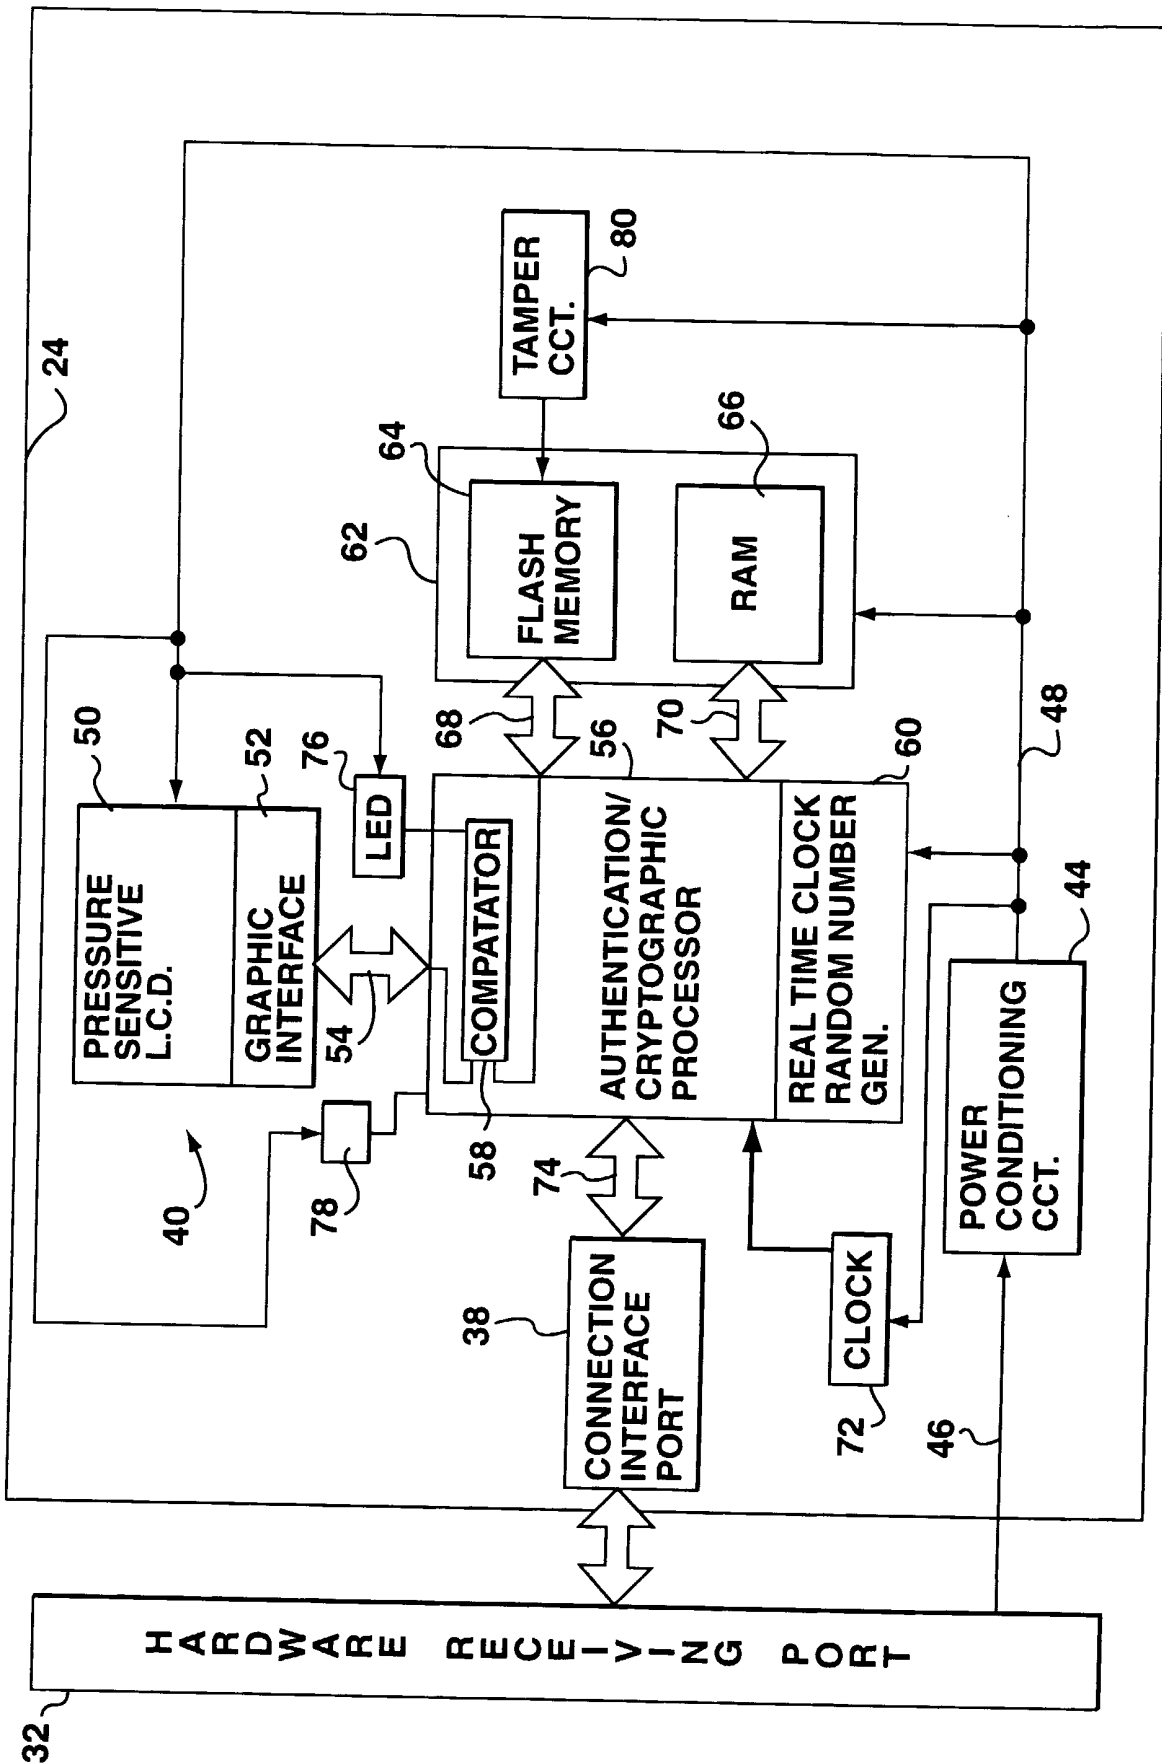 24
50
PRESSURE
SENSITIVE
L.C.D.
52
GRAPHIC
INTERFACE
40
54
76
LED
78
62
64
FLASH
MEMORY
TAMPER
CCT.
80
68
66
RAM
70
56
COMPATATOR
58
AUTHENTICATION/
CRYPTOGRAPHIC
PROCESSOR
60
REAL TIME CLOCK
RANDOM NUMBER
GEN.
74
38
CONNECTION
INTERFACE
PORT
CLOCK
72
48
44
POWER
CONDITIONING
CCT.
46
HARDWARE RECEIVING PORT
32